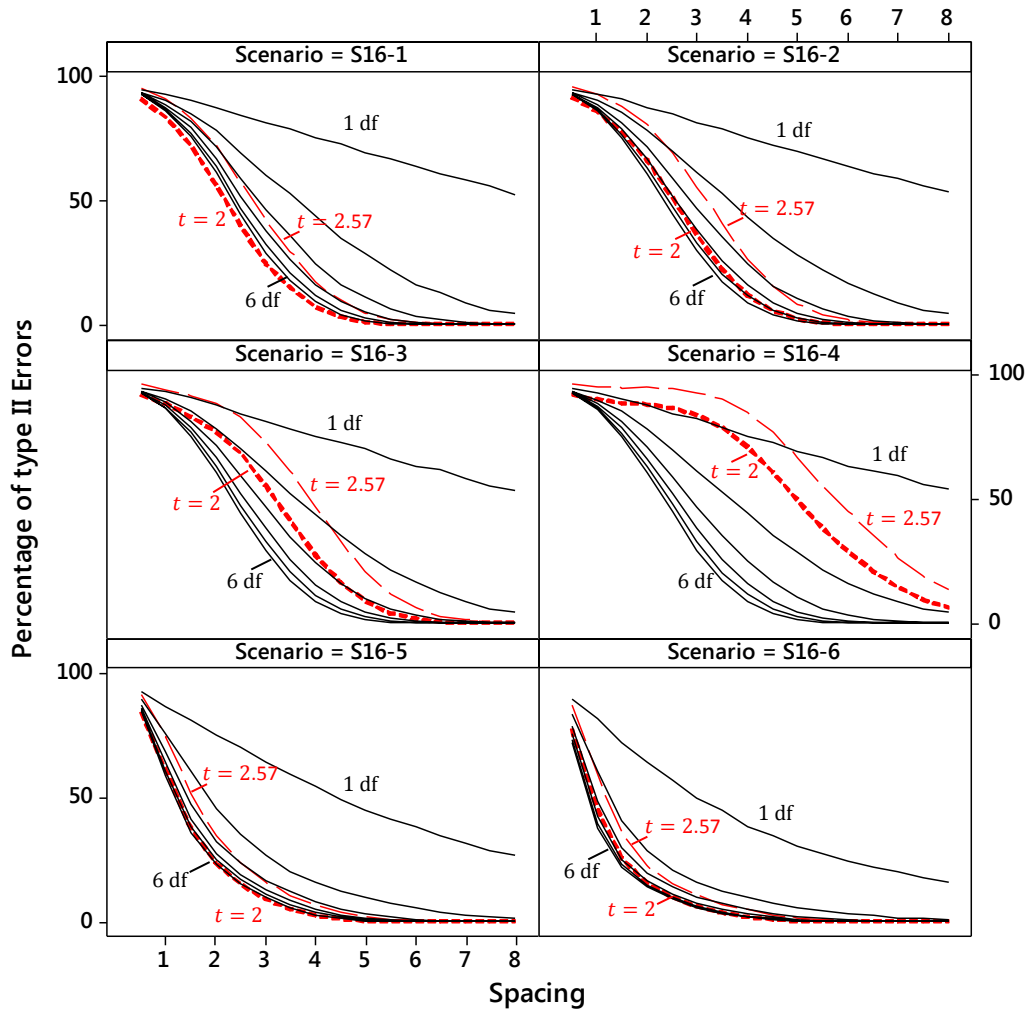 1 2 3 4 5 6 7 8
Scenario = S16-1
Scenario = S16-2
100
50
0
1 df
t = 2
t = 2.57
6 df
1 df
t = 2.57
t = 2
6 df
Scenario = S16-3
Scenario = S16-4
1 df
t = 2
t = 2.57
6 df
1 df
t = 2
t = 2.57
6 df
100
50
0
Scenario = S16-5
Scenario = S16-6
100
50
0
t = 2.57
1 df
6 df
t = 2
t = 2.57
1 df
6 df
t = 2
1 2 3 4 5 6 7 8
Spacing
Percentage of type II Errors